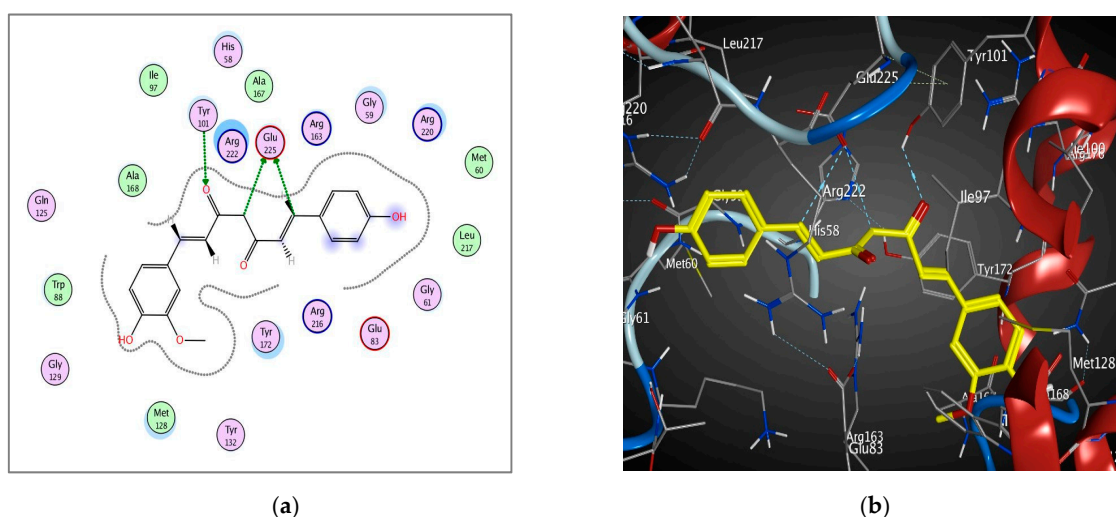 His
58
Ile
97
Ala
167
Tyr
101
Gly
59
Arg
222
Glu
225
Arg
163
Arg
220
Met
60
Ala
168
Gln
125
O
OH
Leu
217
H
H
H
O
Trp
88
Gly
61
Arg
216
Tyr
172
Glu
83
HO
O
Gly
129
Met
128
Tyr
132
(a)
Leu217
Tyr101
Glu225
Ile100
Arg222
Ile97
His58
Met60
Tyr172
Gly61
Met128
Arg163
Glu83
(b)